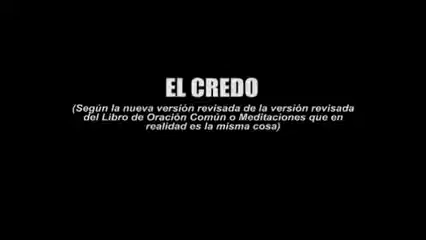 EL CREDO
(Según la nueva versión revisada de la versión revisada
del Libro de Oración Común o Meditaciones que en
realidad es la misma cosa)